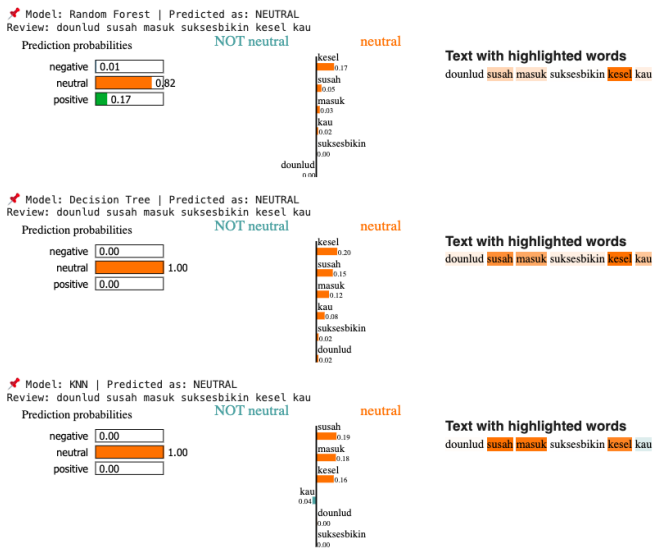 📌 Model: Random Forest | Predicted as: NEUTRAL
Review: dounlud susah masuk suksesbikin kesel kau
Prediction probabilities
negative 0.01
neutral 0.82
positive 0.17
NOT neutral neutral
kesel
0.17
susah
0.05
masuk
0.03
kau
0.02
suksesbikin
0.00
dounlud
0.00
Text with highlighted words
dounlud susah masuk suksesbikin kesel kau
📌 Model: Decision Tree | Predicted as: NEUTRAL
Review: dounlud susah masuk suksesbikin kesel kau
Prediction probabilities
negative 0.00
neutral 1.00
positive 0.00
NOT neutral neutral
kesel
0.20
susah
0.15
masuk
0.12
kau
0.08
suksesbikin
0.02
dounlud
0.02
Text with highlighted words
dounlud susah masuk suksesbikin kesel kau
📌 Model: KNN | Predicted as: NEUTRAL
Review: dounlud susah masuk suksesbikin kesel kau
Prediction probabilities
negative 0.00
neutral 1.00
positive 0.00
NOT neutral neutral
susah
0.19
masuk
0.18
kesel
0.16
kau
0.04
dounlud
0.00
suksesbikin
0.00
Text with highlighted words
dounlud susah masuk suksesbikin kesel kau